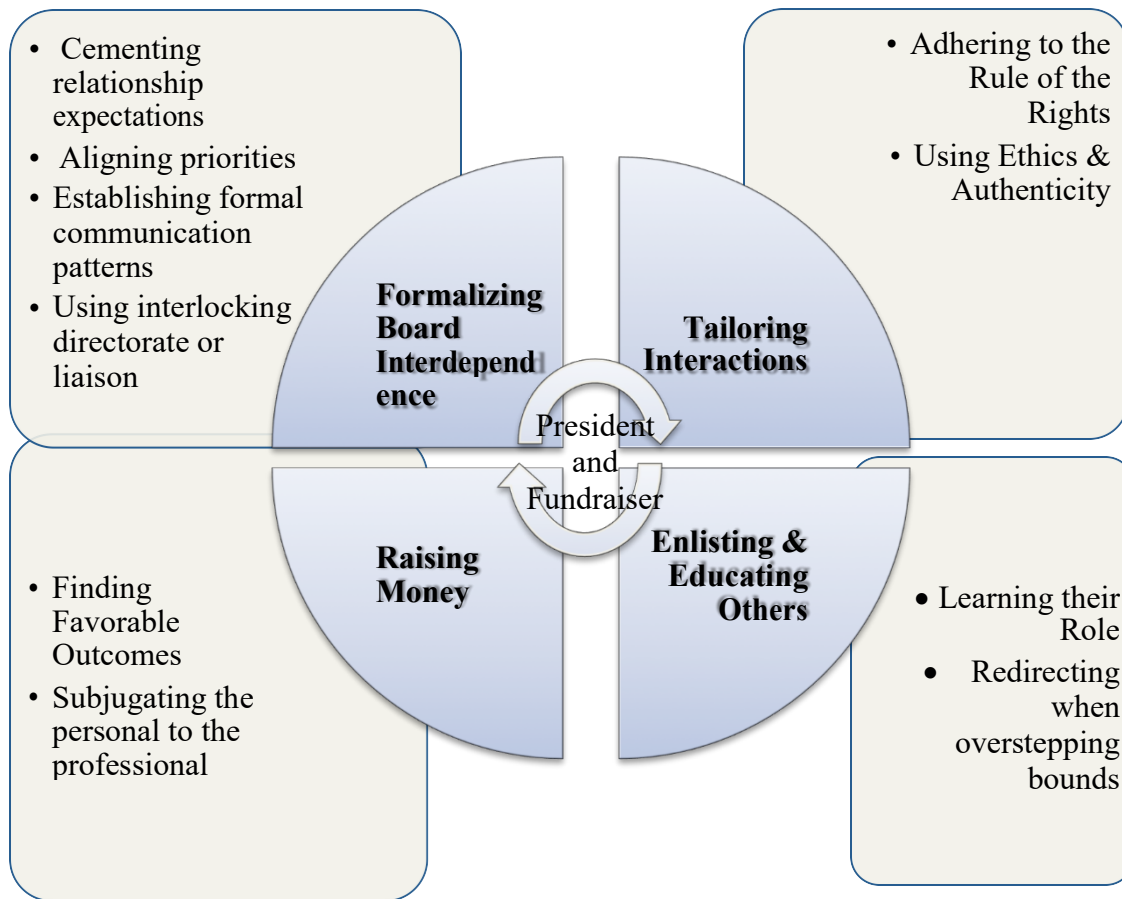 • Cementing
relationship
expectations
• Aligning priorities
• Establishing formal
communication
patterns
• Using interlocking
directorate or
liaison
• Adhering to the
Rule of the
Rights
• Using Ethics &
Authenticity
Formalizing
Board
Interdepend
ence
Tailoring
Interactions
President
and
Fundraiser
Raising
Money
Enlisting &
Educating
Others
• Finding
Favorable
Outcomes
• Subjugating the
personal to the
professional
• Learning their
Role
• Redirecting
when
overstepping
bounds